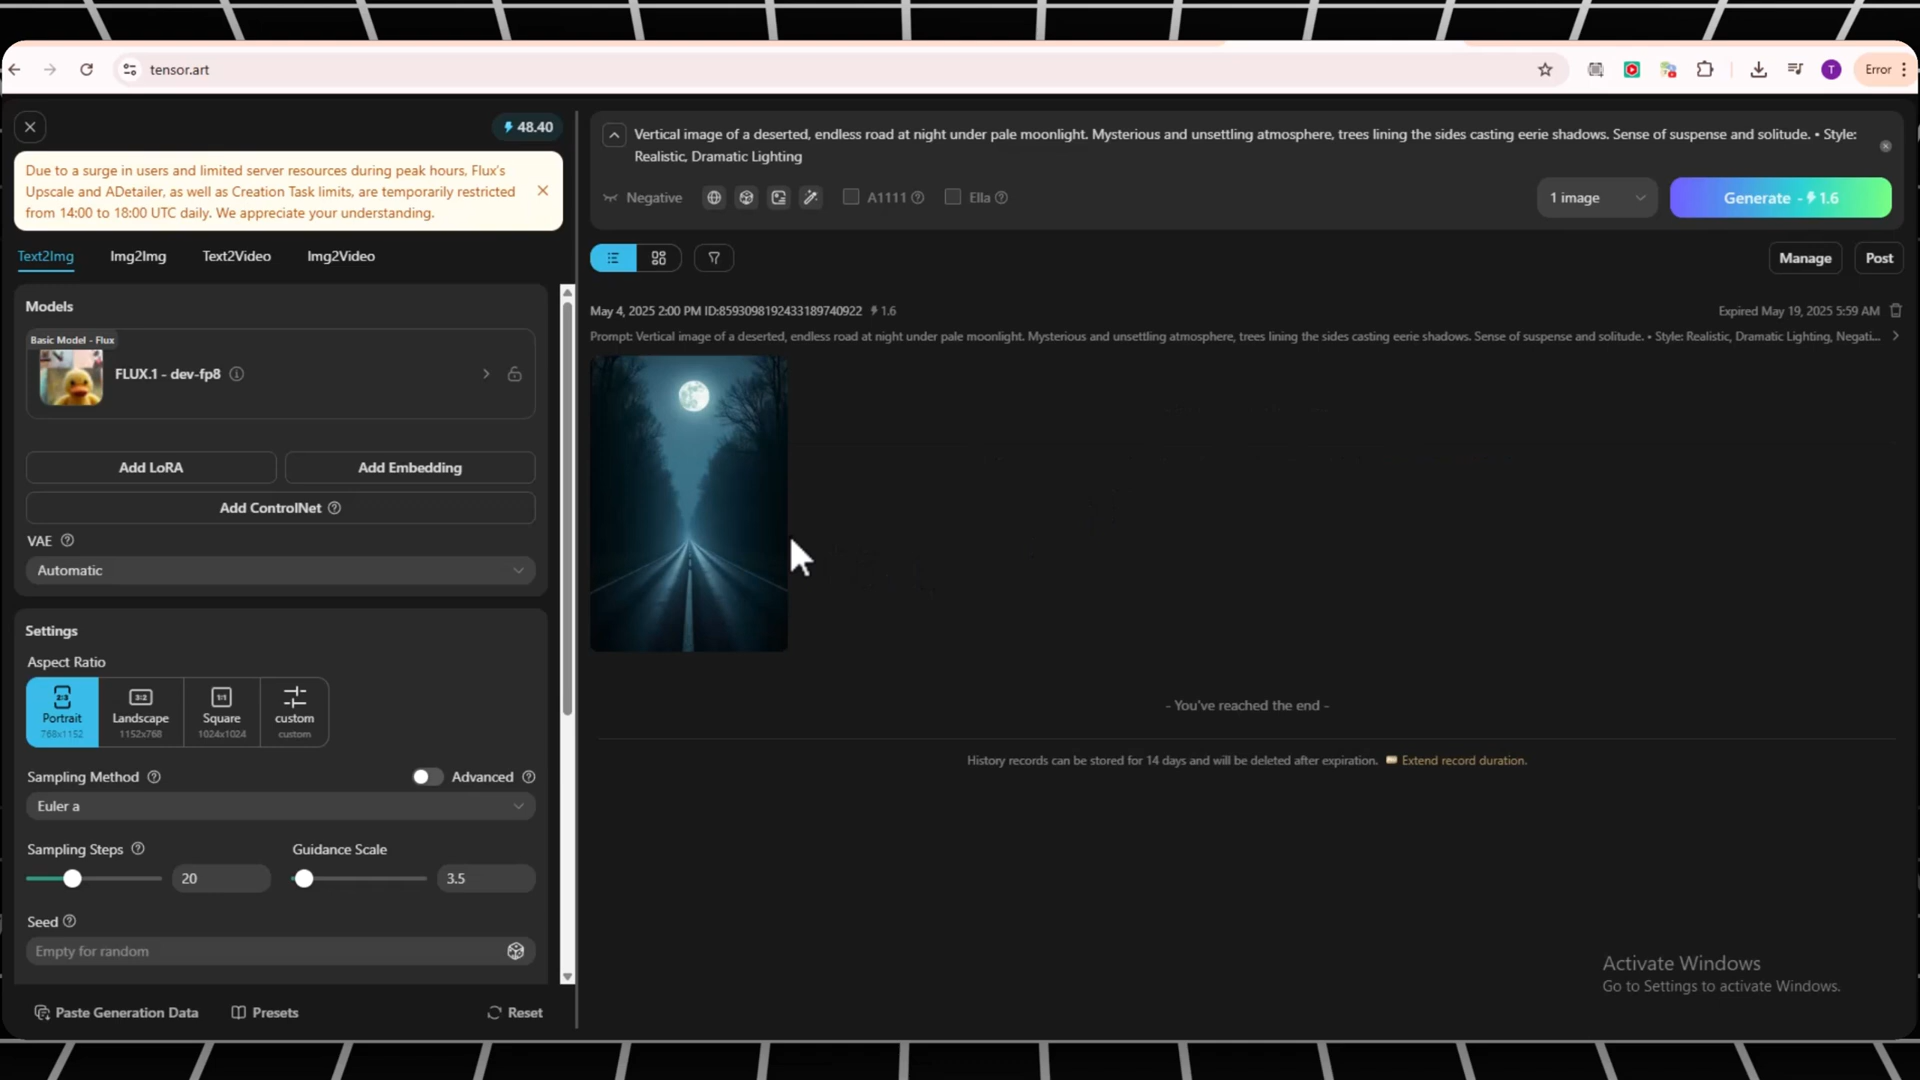 tensor.art
T
Error
48.40
Due to a surge in users and limited server resources during peak hours, Flux's
Upscale and ADetailer, as well as Creation Task limits, are temporarily restricted
from 14:00 to 18:00 UTC daily. We appreciate your understanding.
Text2Img
Img2Img
Text2Video
Img2Video
Models
Basic Model - Flux
FLUX.1 - dev-fp8
Add LoRA
Add Embedding
Add ControlNet
VAE
Automatic
Settings
Aspect Ratio
2:3
3:2
1:1
Portrait
Landscape
Square
custom
768x1152
1152x768
1024x1024
custom
Sampling Method
Advanced
Euler a
Sampling Steps
Guidance Scale
20
3.5
Seed
Empty for random
Paste Generation Data
Presets
Reset
Vertical image of a deserted, endless road at night under pale moonlight. Mysterious and unsettling atmosphere, trees lining the sides casting eerie shadows. Sense of suspense and solitude. • Style:
Realistic, Dramatic Lighting
Negative
A1111
Ella
1 image
Generate - 1.6
Manage
Post
May 4, 2025 2:00 PM ID:859309819243318974092​2 1.6
Expired May 19, 2025 5:59 AM
Prompt: Vertical image of a deserted, endless road at night under pale moonlight. Mysterious and unsettling atmosphere, trees lining the sides casting eerie shadows. Sense of suspense and solitude. • Style: Realistic, Dramatic Lighting, Negati...
- You've reached the end -
History records can be stored for 14 days and will be deleted after expiration. Extend record duration.
Activate Windows
Go to Settings to activate Windows.